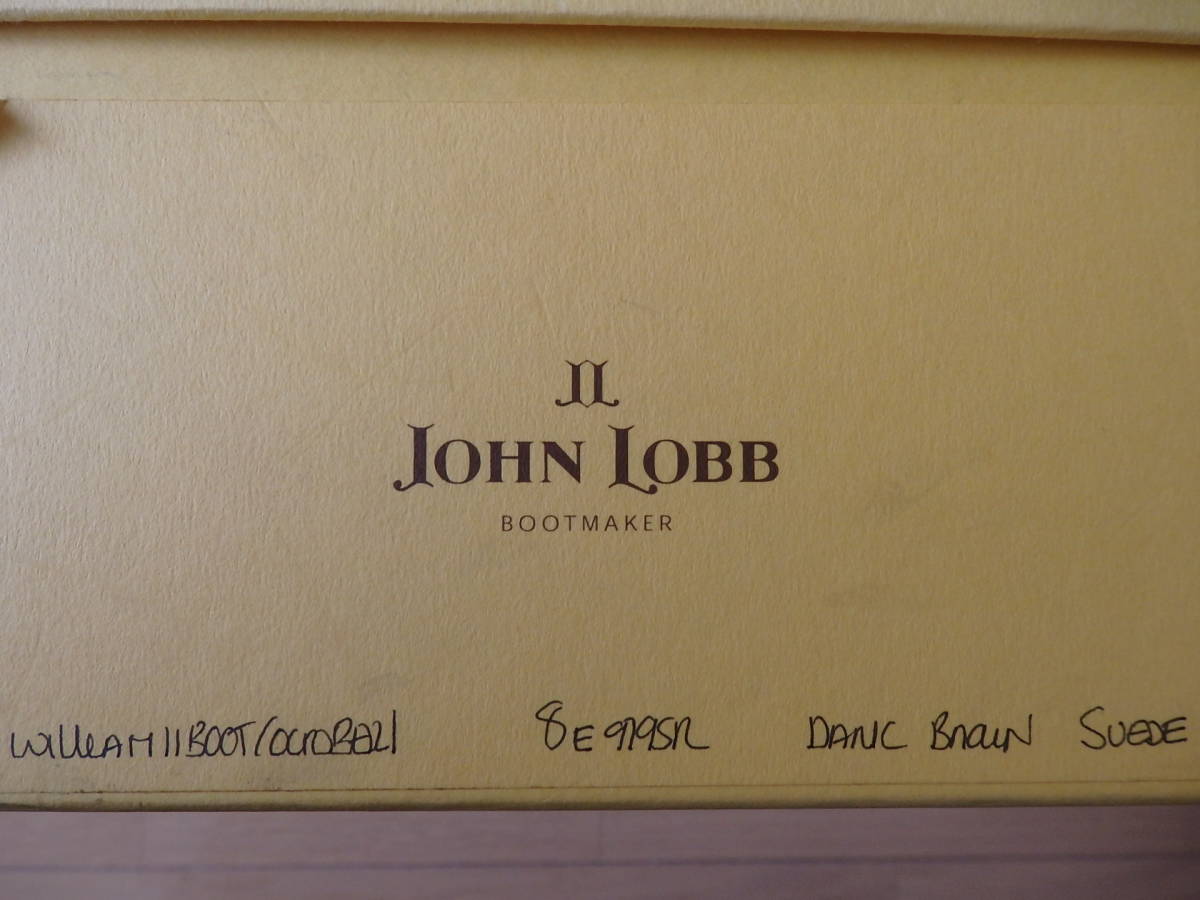 JL
JOHN LOBB
BOOTMAKER
WILLIAM II BOOT/OCTOBER21 8E 9795R DARK BROWN SUEDE